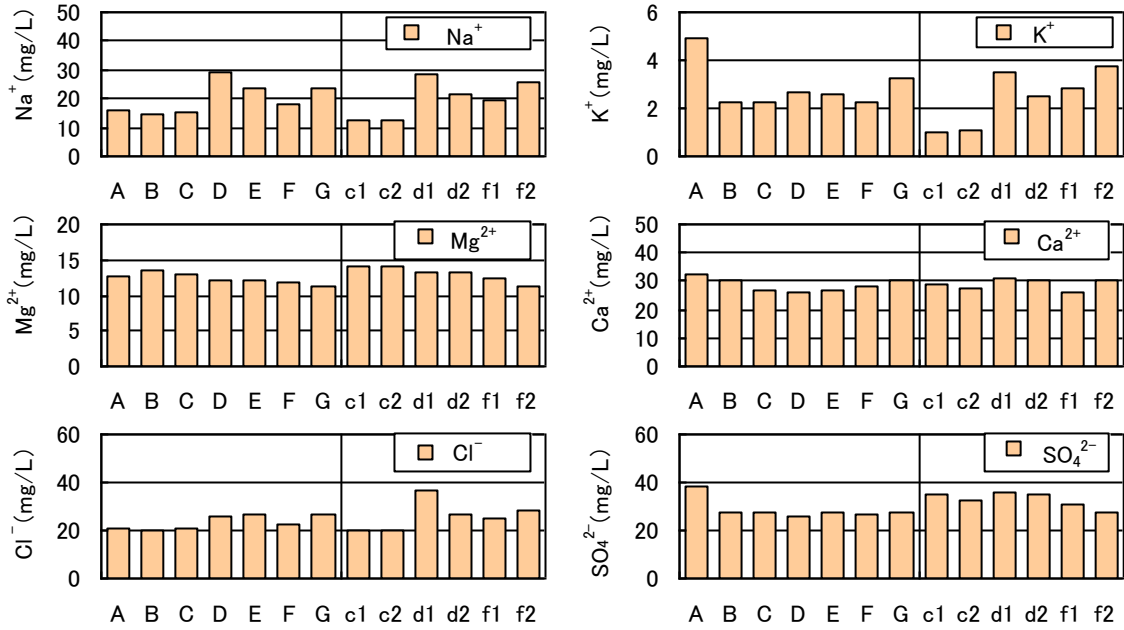 Na⁺(mg/L)
50
40
30
20
10
0
Na⁺
A B C D E F G c1 c2 d1 d2 f1 f2
K⁺(mg/L)
6
4
2
0
K⁺
A B C D E F G c1 c2 d1 d2 f1 f2
Mg²⁺(mg/L)
20
15
10
5
0
Mg²⁺
A B C D E F G c1 c2 d1 d2 f1 f2
Ca²⁺(mg/L)
50
40
30
20
10
0
Ca²⁺
A B C D E F G c1 c2 d1 d2 f1 f2
Cl⁻(mg/L)
60
40
20
0
Cl⁻
A B C D E F G c1 c2 d1 d2 f1 f2
SO₄²⁻(mg/L)
60
40
20
0
SO₄²⁻
A B C D E F G c1 c2 d1 d2 f1 f2